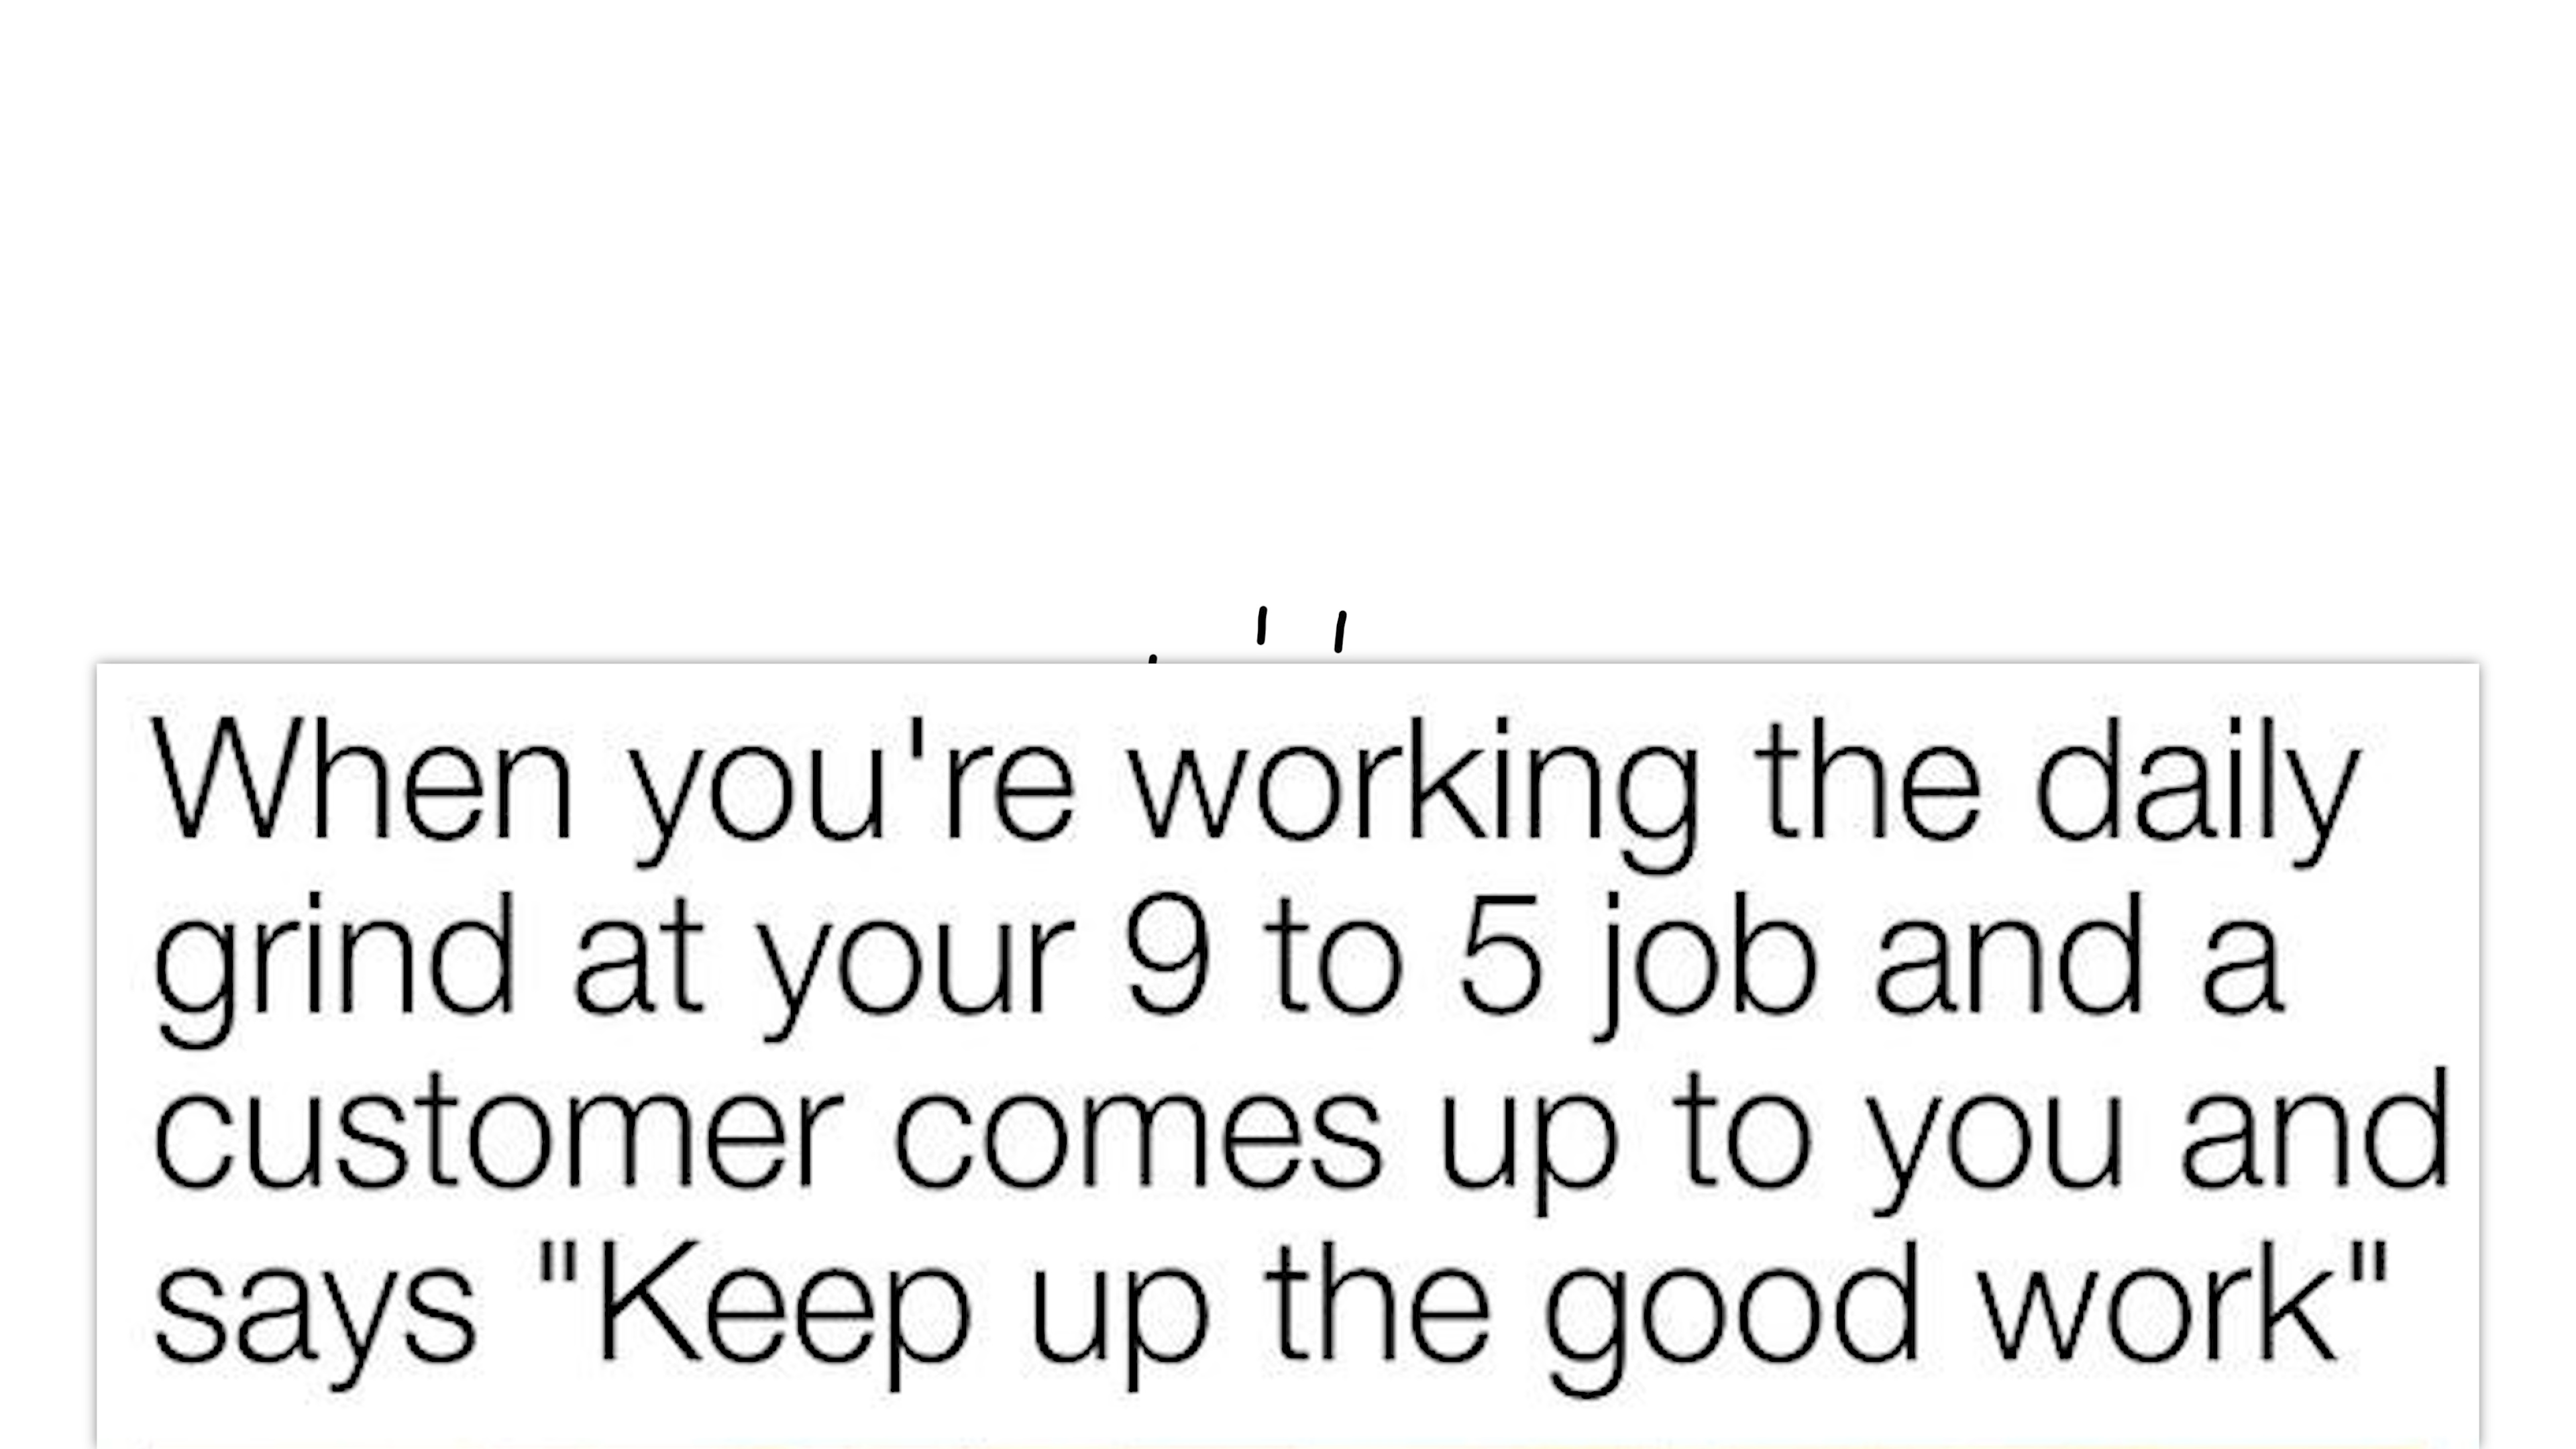 When you're working the daily
grind at your 9 to 5 job and a
customer comes up to you and
says "Keep up the good work"